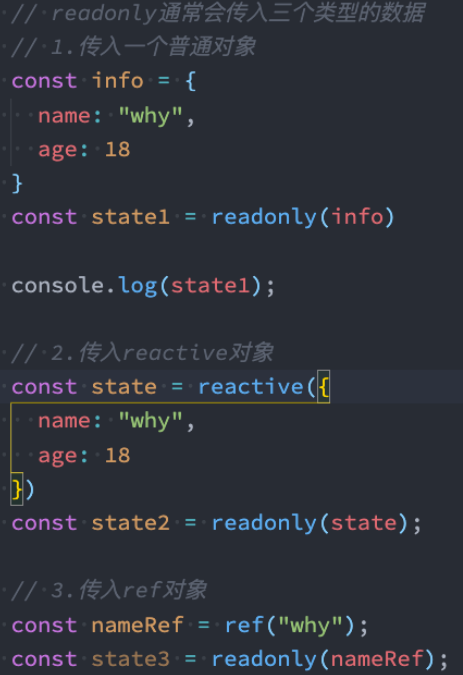 // readonly通常会传入三个类型的数据
// 1.传入一个普通对象
const info = {
  name: "why",
  age: 18
}
const state1 = readonly(info)
console.log(state1);
// 2.传入reactive对象
const state = reactive({
  name: "why",
  age: 18
})
const state2 = readonly(state);
// 3.传入ref对象
const nameRef = ref("why");
const state3 = readonly(nameRef);